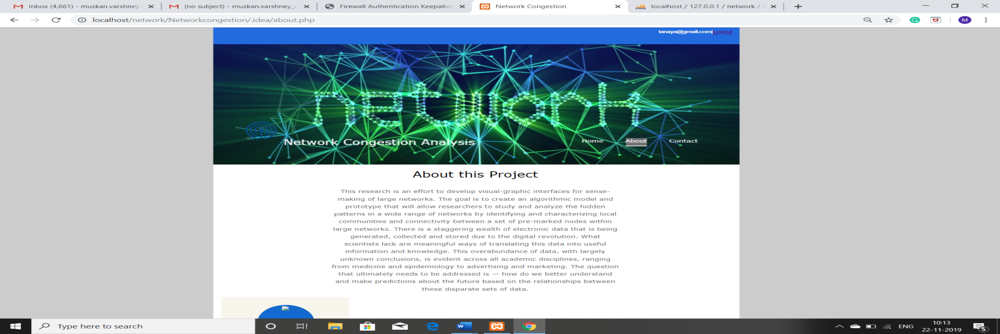 Inbox (4,661) - muskan.varshney1
(no subject) - muskan.varshney_c
Firewall Authentication Keepalive
Network Congestion
localhost / 127.0.0.1 / network /
localhost/network/Networkcongestion/.idea/about.php
M
tanaya@gmail.com|Logout
network
Network Congestion Analysis
Home
About
Contact
About this Project
This research is an effort to develop visual-graphic interfaces for sense-
making of large networks. The goal is to create an algorithmic model and
prototype that will allow researchers to study and analyze the hidden
patterns in a wide range of networks by identifying and characterizing local
communities and connectivity between a set of pre-marked nodes within
large networks. There is a staggering wealth of electronic data that is being
generated, collected and stored due to the digital revolution. What
scientists lack are meaningful ways of translating this data into useful
information and knowledge. This overabundance of data, with largely
unknown conclusions, is evident across all academic disciplines, ranging
from medicine and epidemiology to advertising and marketing. The question
that ultimately needs to be addressed is — how do we better understand
and make predictions about the future based on the relationships between
these disparate sets of data.
Type here to search
ENG
10:13
22-11-2019
5